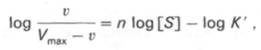 log v / (V_max − v) = n log[S] − log K′ ,